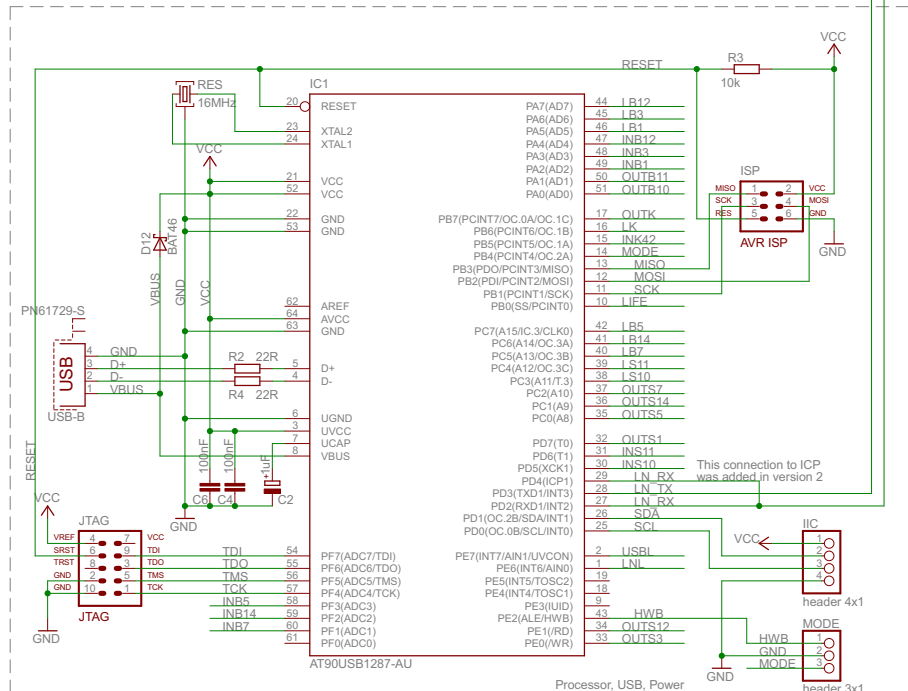 VCC
RESET
R3
10k
RES
16MHz
IC1
20 RESET
23 XTAL2
24 XTAL1
VCC
21 VCC
52 VCC
22 GND
53 GND
D12
BAT46
VBUS
GND
VCC
62 AREF
64 AVCC
63 GND
PN61729-S
USB
4 GND
3 D+
2 D-
1 VBUS
USB-B
R2 22R
R4 22R
5 D+
4 D-
6 UGND
3 UVCC
7 UCAP
8 VBUS
100nF
100nF
+1uF
C6
C4
C2
GND
RESET
VCC
JTAG
VREF 4 7 VCC
SRST 6 9 TDI
TRST 8 3 TDO
GND 2 5 TMS
GND 10 1 TCK
JTAG
GND
TDI 54 PF7(ADC7/TDI)
TDO 55 PF6(ADC6/TDO)
TMS 56 PF5(ADC5/TMS)
TCK 57 PF4(ADC4/TCK)
INB5 58 PF3(ADC3)
INB14 59 PF2(ADC2)
INB7 60 PF1(ADC1)
61 PF0(ADC0)
AT90USB1287-AU
PA7(AD7) 44 LB12
PA6(AD6) 45 LB3
PA5(AD5) 46 LB1
PA4(AD4) 47 INB12
PA3(AD3) 48 INB3
PA2(AD2) 49 INB1
PA1(AD1) 50 OUTB11
PA0(AD0) 51 OUTB10
PB7(PCINT7/OC.0A/OC.1C) 17 OUTK
PB6(PCINT6/OC.1B) 16 LK
PB5(PCINT5/OC.1A) 15 INK42
PB4(PCINT4/OC.2A) 14 MODE
PB3(PDO/PCINT3/MISO) 13 MISO
PB2(PDI/PCINT2/MOSI) 12 MOSI
PB1(PCINT1/SCK) 11 SCK
PB0(SS/PCINT0) 10 LIFE
PC7(A15/IC.3/CLK0) 42 LB5
PC6(A14/OC.3A) 41 LB14
PC5(A13/OC.3B) 40 LB7
PC4(A12/OC.3C) 39 LS11
PC3(A11/T.3) 38 LS10
PC2(A10) 37 OUTS7
PC1(A9) 36 OUTS14
PC0(A8) 35 OUTS5
PD7(T0) 32 OUTS1
PD6(T1) 31 INS11
PD5(XCK1) 30 INS10
PD4(ICP1) 29 LN_RX
PD3(TXD1/INT3) 28 LN_TX
PD2(RXD1/INT2) 27 LN_RX
PD1(OC.2B/SDA/INT1) 26 SDA
PD0(OC.0B/SCL/INT0) 25 SCL
PE7(INT7/AIN1/UVCON) 2 USBL
PE6(INT6/AIN0) 1 LNL
PE5(INT5/TOSC2) 19
PE4(INT4/TOSC1) 18
PE3(IUID) 9
PE2(ALE/HWB) 43 HWB
PE1(/RD) 34 OUTS12
PE0(/WR) 33 OUTS3
ISP
MISO 1 2 VCC
SCK 3 4 MOSI
RES 5 6 GND
AVR ISP
GND
This connection to ICP
was added in version 2
IIC
VCC 1
2
3
4
header 4x1
MODE
HWB 1
GND 2
MODE 3
header 3x1
GND
Processor, USB, Power